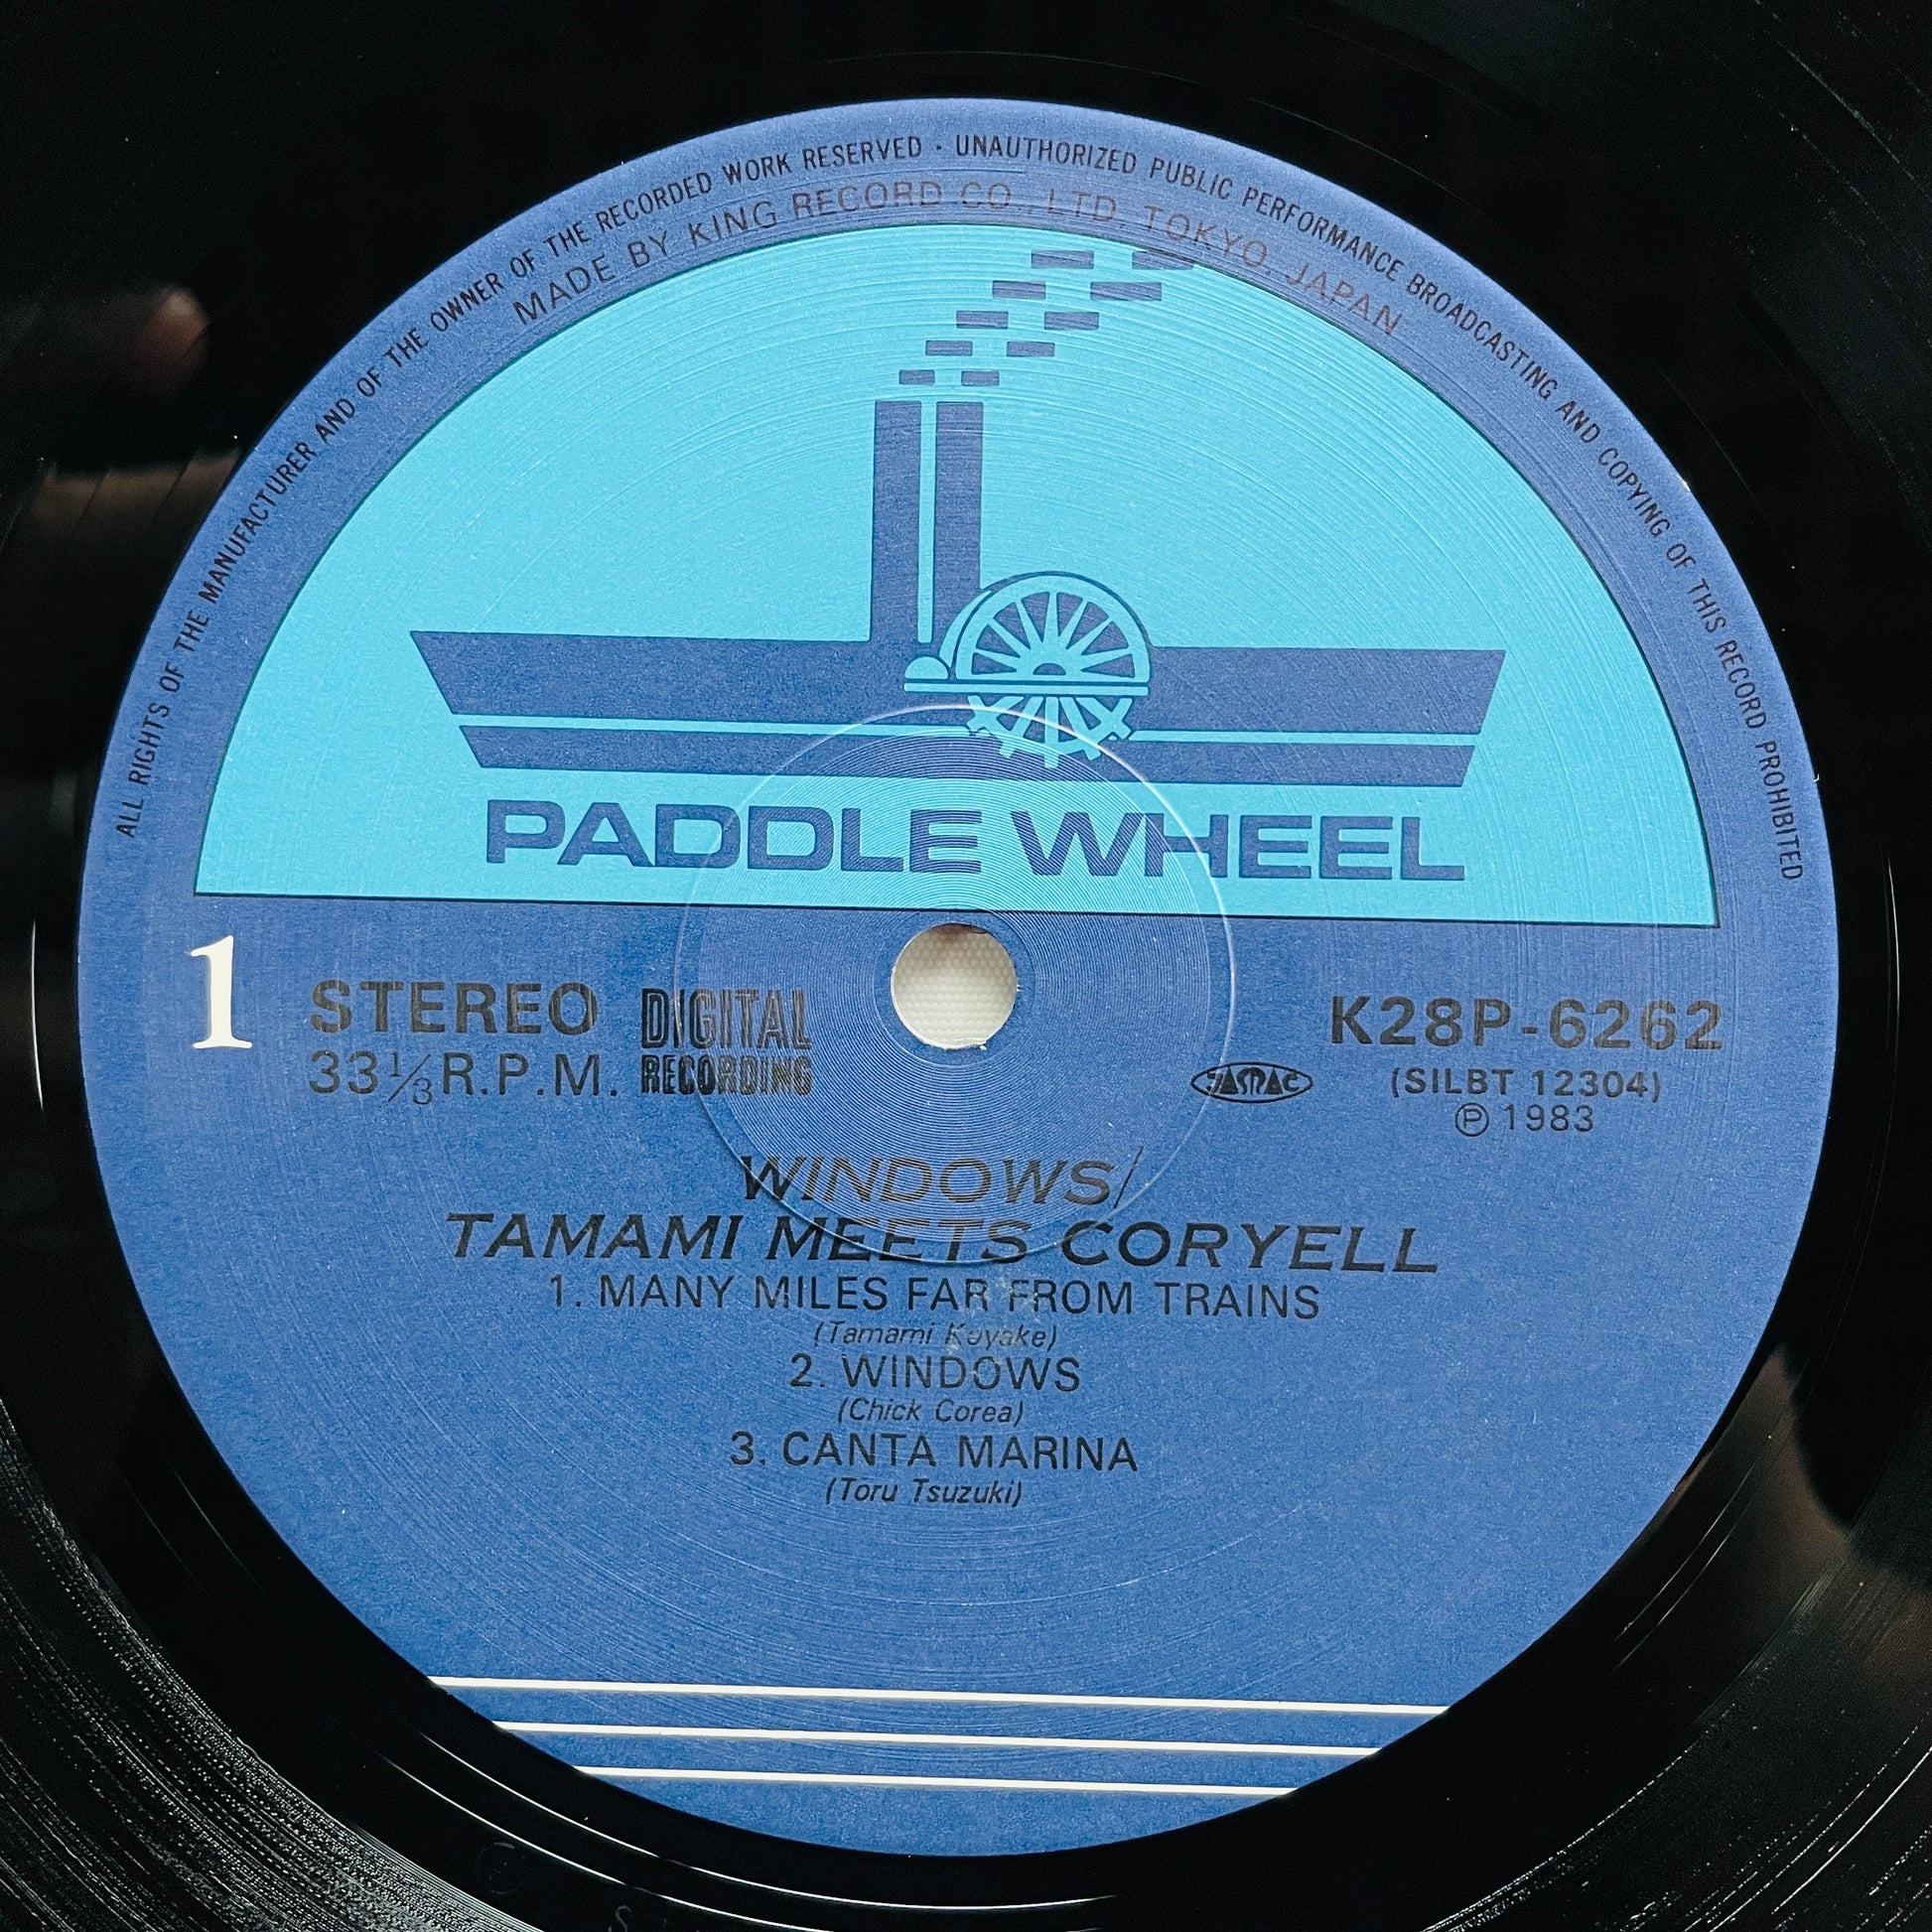 ALL RIGHTS OF THE MANUFACTURER AND OF THE OWNER OF THE RECORDED WORK RESERVED · UNAUTHORIZED PUBLIC PERFORMANCE BROADCASTING AND COPYING OF THIS RECORD PROHIBITED
MADE BY KING RECORD CO., LTD. TOKYO, JAPAN
PADDLE WHEEL
1
STEREO
33⅓ R.P.M.
DIGITAL
RECORDING
JASRAC
K28P-6262
(SILBT 12304)
℗ 1983
WINDOWS/
TAMAMI MEETS CORYELL
1. MANY MILES FAR FROM TRAINS
(Tamami Koyake)
2. WINDOWS
(Chick Corea)
3. CANTA MARINA
(Toru Tsuzuki)